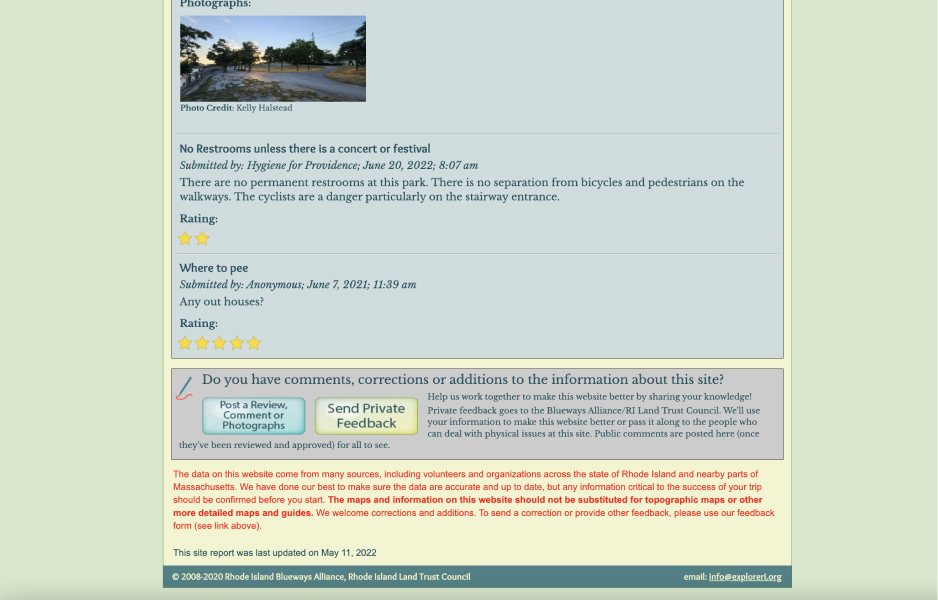 Photographs:
Photo Credit: Kelly Halstead
No Restrooms unless there is a concert or festival
Submitted by: Hygiene for Providence; June 20, 2022; 8:07 am
There are no permanent restrooms at this park. There is no separation from bicycles and pedestrians on the
walkways. The cyclists are a danger particularly on the stairway entrance.
Rating:
Where to pee
Submitted by: Anonymous; June 7, 2021; 11:39 am
Any out houses?
Rating:
Do you have comments, corrections or additions to the information about this site?
Post a Review,
Comment or
Photographs
Send Private
Feedback
Help us work together to make this website better by sharing your knowledge!
Private feedback goes to the Blueways Alliance/RI Land Trust Council. We'll use
your information to make this website better or pass it along to the people who
can deal with physical issues at this site. Public comments are posted here (once
they've been reviewed and approved) for all to see.
The data on this website come from many sources, including volunteers and organizations across the state of Rhode Island and nearby parts of
Massachusetts. We have done our best to make sure the data are accurate and up to date, but any information critical to the success of your trip
should be confirmed before you start. The maps and information on this website should not be substituted for topographic maps or other
more detailed maps and guides. We welcome corrections and additions. To send a correction or provide other feedback, please use our feedback
form (see link above).
This site report was last updated on May 11, 2022
© 2008-2020 Rhode Island Blueways Alliance, Rhode Island Land Trust Council
email: info@exploreri.org